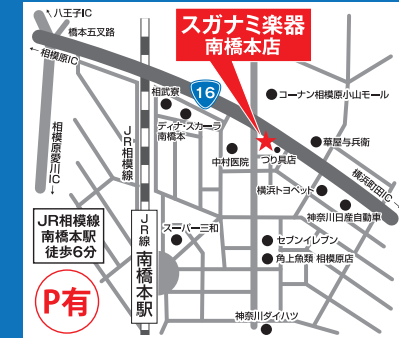 八王子IC
橋本五叉路
←相模原IC
スガナミ楽器
南橋本店
16
相武寮
ディナ・スカーラ
南橋本
コーナン相模原小山モール
華屋与兵衛
中村医院
つり具店
横浜町田IC→
横浜トヨペット
神奈川日産自動車
相模原愛川IC→
JR相模線
JR相模線
南橋本駅
徒歩6分
JR線
南橋本駅
スーパー三和
セブンイレブン
角上魚類 相模原店
P有
神奈川ダイハツ